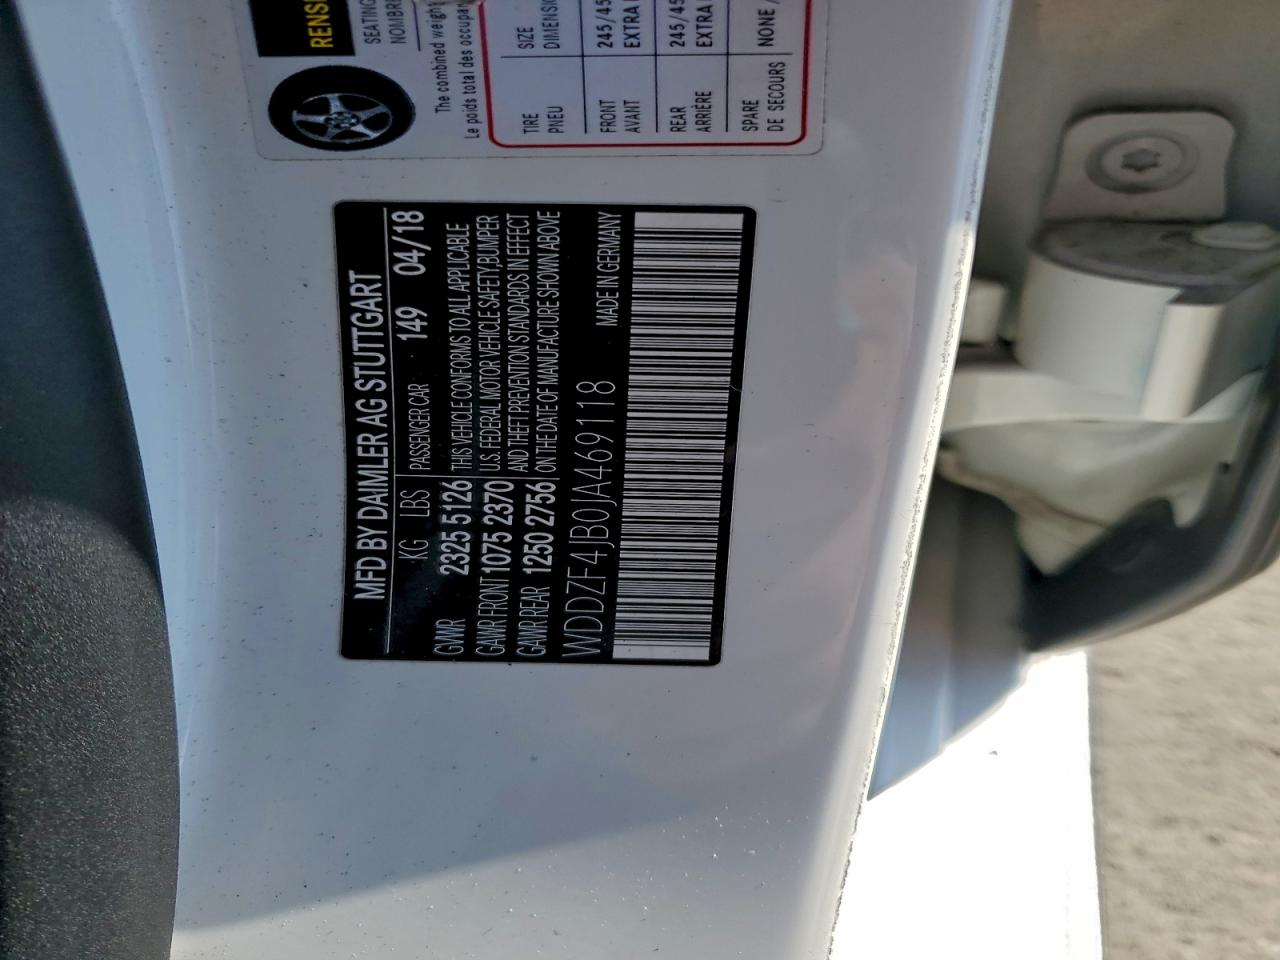 RENS
SEATING
NOMBRE
The combined weight
Le poids total des occupa
TIRE SIZE
PNEU DIMENSIO
FRONT 245/45
AVANT EXTRA
REAR 245/45
ARRIÈRE EXTRA
SPARE NONE /
DE SECOURS
MFD BY DAIMLER AG STUTTGART
KG LBS PASSENGER CAR 149 04/18
GVWR 2325 5126 THIS VEHICLE CONFORMS TO ALL APPLICABLE
GAWR FRONT 1075 2370 U.S. FEDERAL MOTOR VEHICLE SAFETY,BUMPER
GAWR REAR 1250 2756 AND THEFT PREVENTION STANDARDS IN EFFECT
ON THE DATE OF MANUFACTURE SHOWN ABOVE
WDDZF4JB0JA469118 MADE IN GERMANY